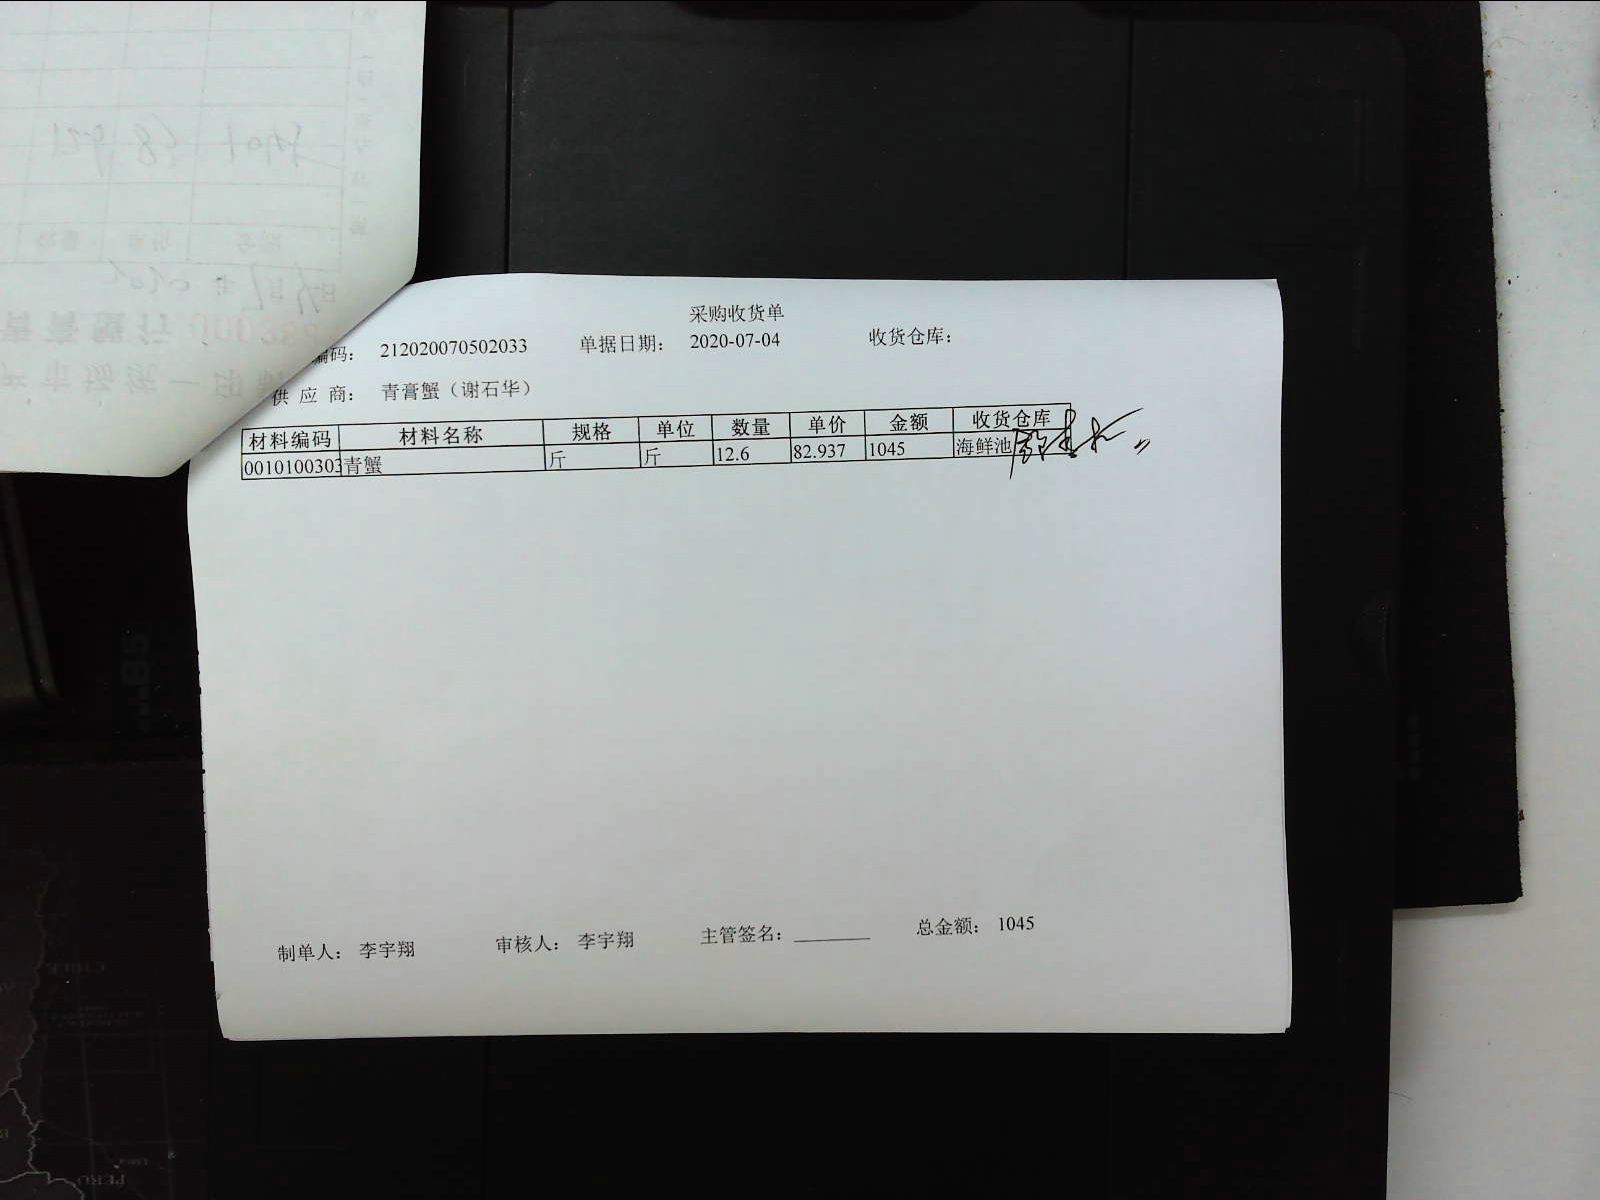 采购收货单
编码： 212020070502033 单据日期： 2020-07-04 收货仓库：
供 应 商： 青膏蟹（谢石华）
材料编码 材料名称 规格 单位 数量 单价 金额 收货仓库
0010100303 青蟹 斤 斤 12.6 82.937 1045 海鲜池
制单人： 李宇翔 审核人： 李宇翔 主管签名： 总金额： 1045